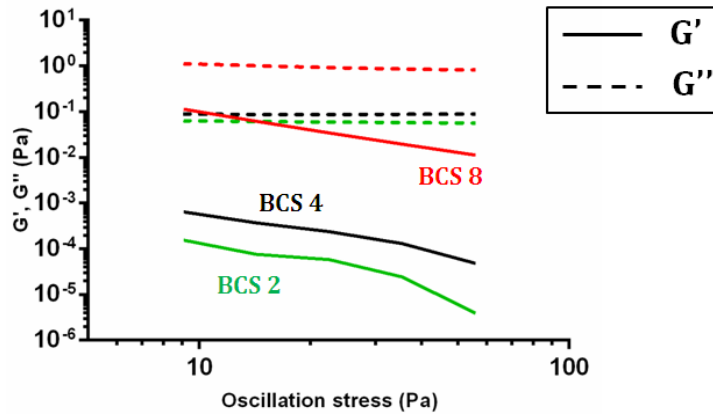 G', G" (Pa)
10¹
10⁰
10⁻¹
10⁻²
10⁻³
10⁻⁴
10⁻⁵
10⁻⁶
BCS 8
BCS 4
BCS 2
10
100
Oscillation stress (Pa)
G'
G''